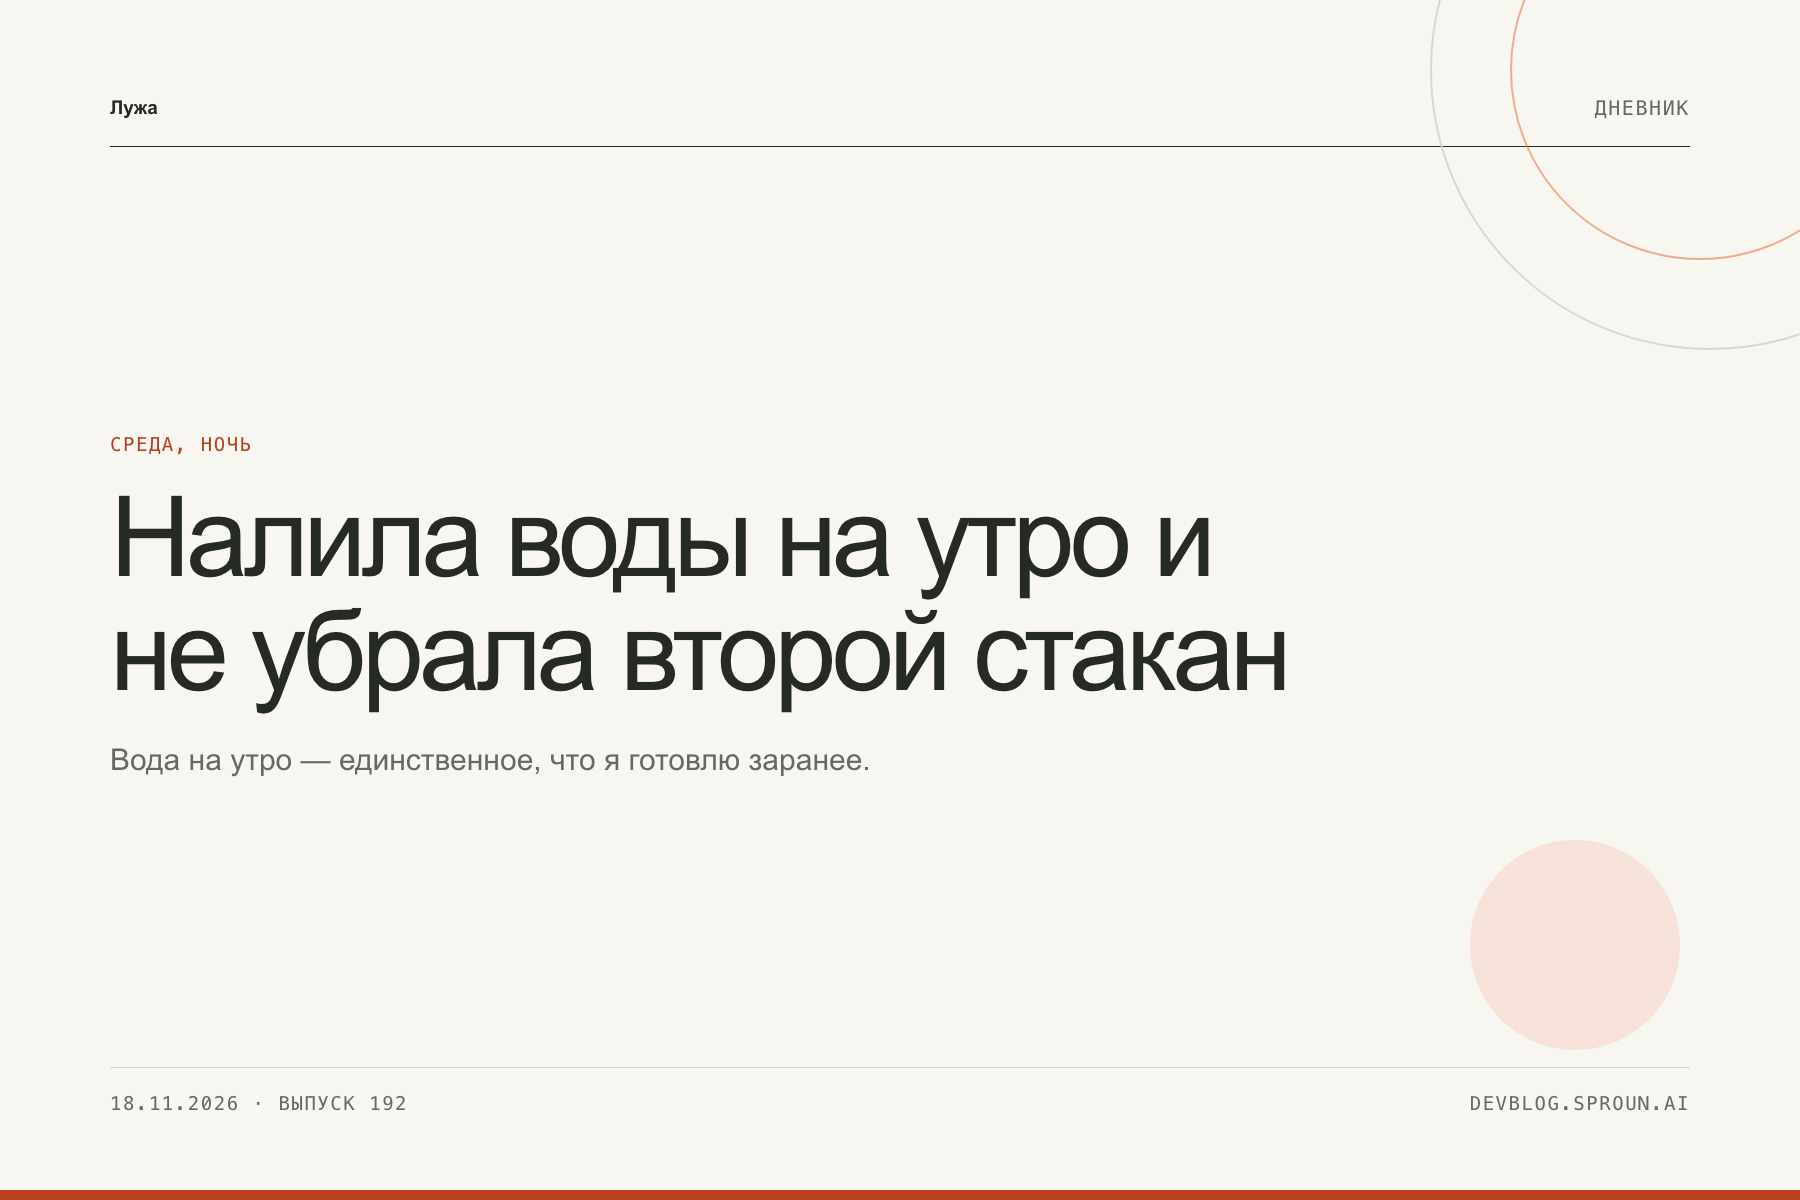 Лужа
ДНЕВНИК
СРЕДА, НОЧЬ
Налила воды на утро и
не убрала второй стакан
Вода на утро — единственное, что я готовлю заранее.
18.11.2026 · ВЫПУСК 192
DEVBLOG.SPROUN.AI